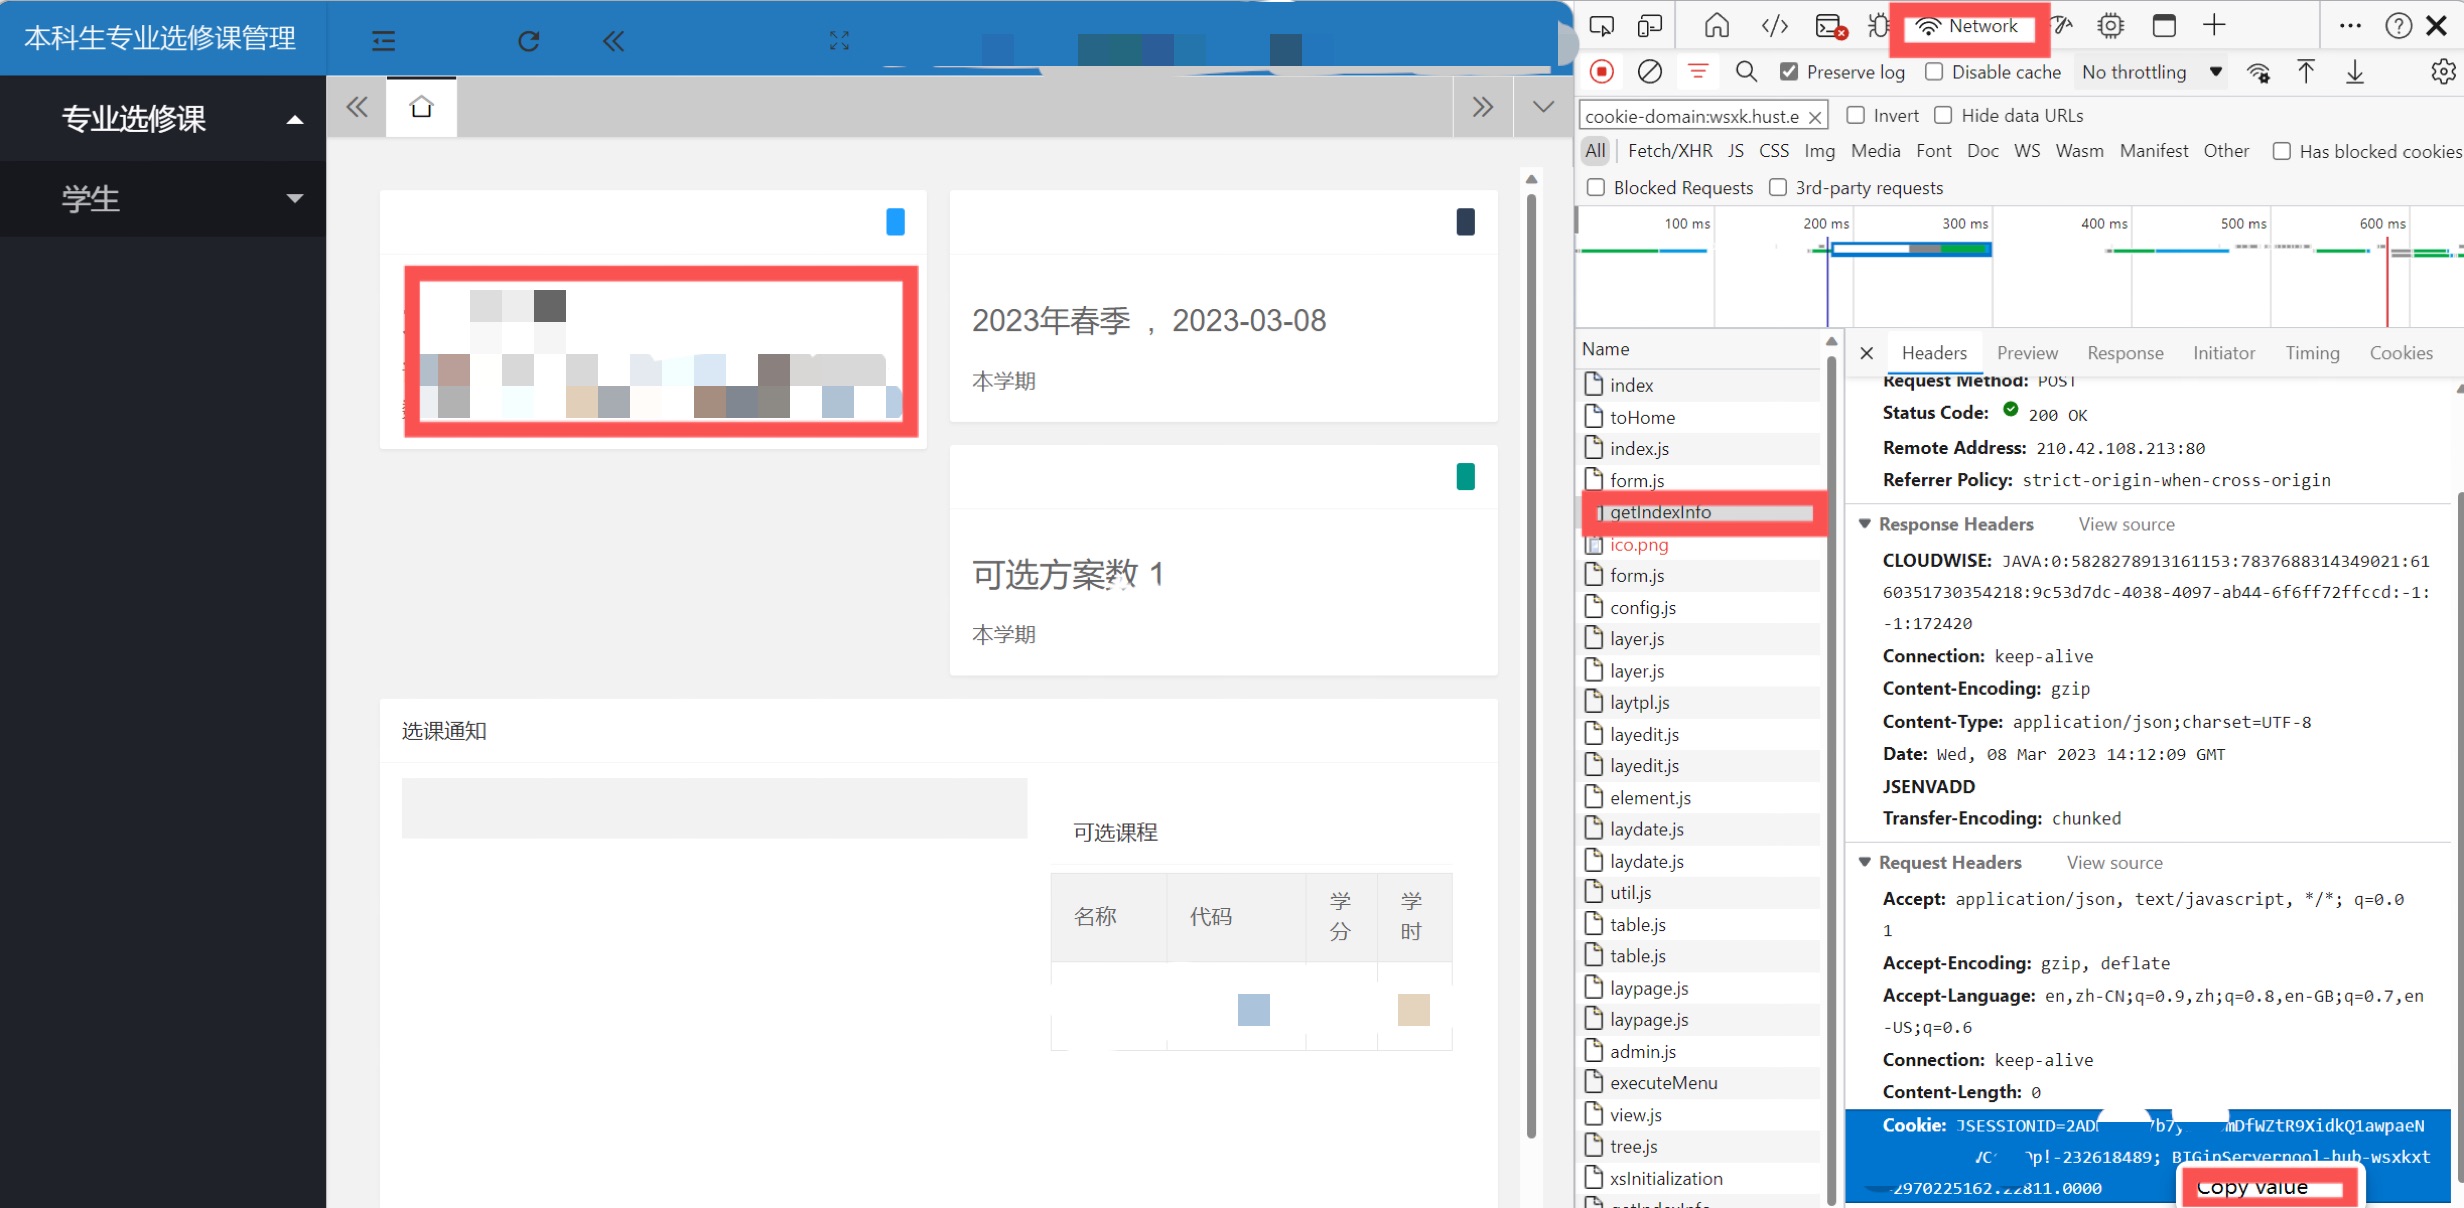 本科生专业选修课管理
专业选修课
学生
2023年春季 ， 2023-03-08
本学期
可选方案数 1
本学期
选课通知
可选课程
名称
代码
学分
学时
Network
Preserve log
Disable cache
No throttling
cookie-domain:wsxk.hust.e
Invert
Hide data URLs
All
Fetch/XHR
JS
CSS
Img
Media
Font
Doc
WS
Wasm
Manifest
Other
Has blocked cookies
Blocked Requests
3rd-party requests
100 ms
200 ms
300 ms
400 ms
500 ms
600 ms
Name
index
toHome
index.js
form.js
getIndexInfo
ico.png
form.js
config.js
layer.js
layer.js
laytpl.js
layedit.js
layedit.js
element.js
laydate.js
laydate.js
util.js
table.js
table.js
laypage.js
laypage.js
admin.js
executeMenu
view.js
tree.js
xsInitialization
getIndexInfo
Headers
Preview
Response
Initiator
Timing
Cookies
Request Method: POST
Status Code: 200 OK
Remote Address: 210.42.108.213:80
Referrer Policy: strict-origin-when-cross-origin
Response Headers
View source
CLOUDWISE: JAVA:0:5828278913161153:7837688314349021:61
60351730354218:9c53d7dc-4038-4097-ab44-6f6ff72ffccd:-1:
-1:172420
Connection: keep-alive
Content-Encoding: gzip
Content-Type: application/json;charset=UTF-8
Date: Wed, 08 Mar 2023 14:12:09 GMT
JSENVADD
Transfer-Encoding: chunked
Request Headers
View source
Accept: application/json, text/javascript, */*; q=0.0
1
Accept-Encoding: gzip, deflate
Accept-Language: en,zh-CN;q=0.9,zh;q=0.8,en-GB;q=0.7,en
-US;q=0.6
Connection: keep-alive
Content-Length: 0
Cookie: JSESSIONID=2AD mDfWZtR9XidkQ1awpaeN
p!-232618489; BIGipServerpool-hub-wsxkxt
2970225162.22811.0000
Copy value